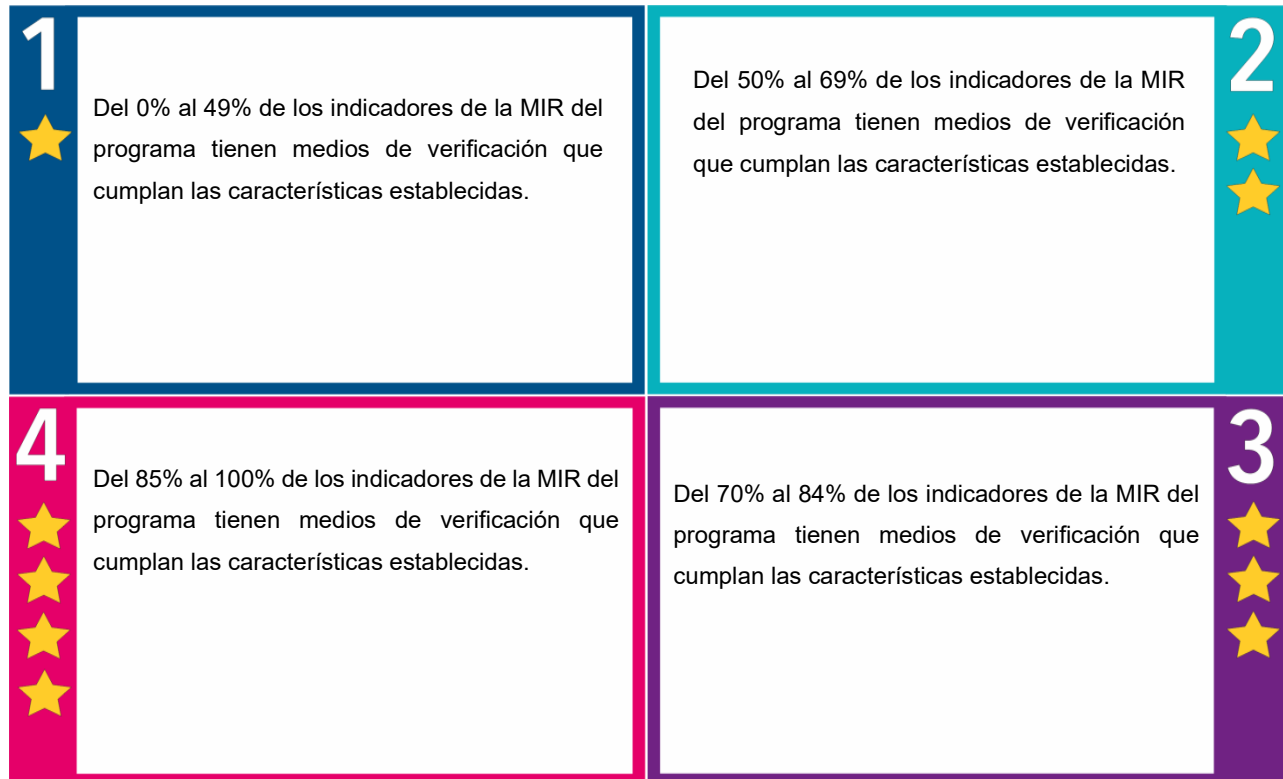 1
Del 0% al 49% de los indicadores de la MIR del
programa tienen medios de verificación que
cumplan las características establecidas.
2
Del 50% al 69% de los indicadores de la MIR
del programa tienen medios de verificación
que cumplan las características establecidas.
4
Del 85% al 100% de los indicadores de la MIR del
programa tienen medios de verificación que
cumplan las características establecidas.
3
Del 70% al 84% de los indicadores de la MIR del
programa tienen medios de verificación que
cumplan las características establecidas.